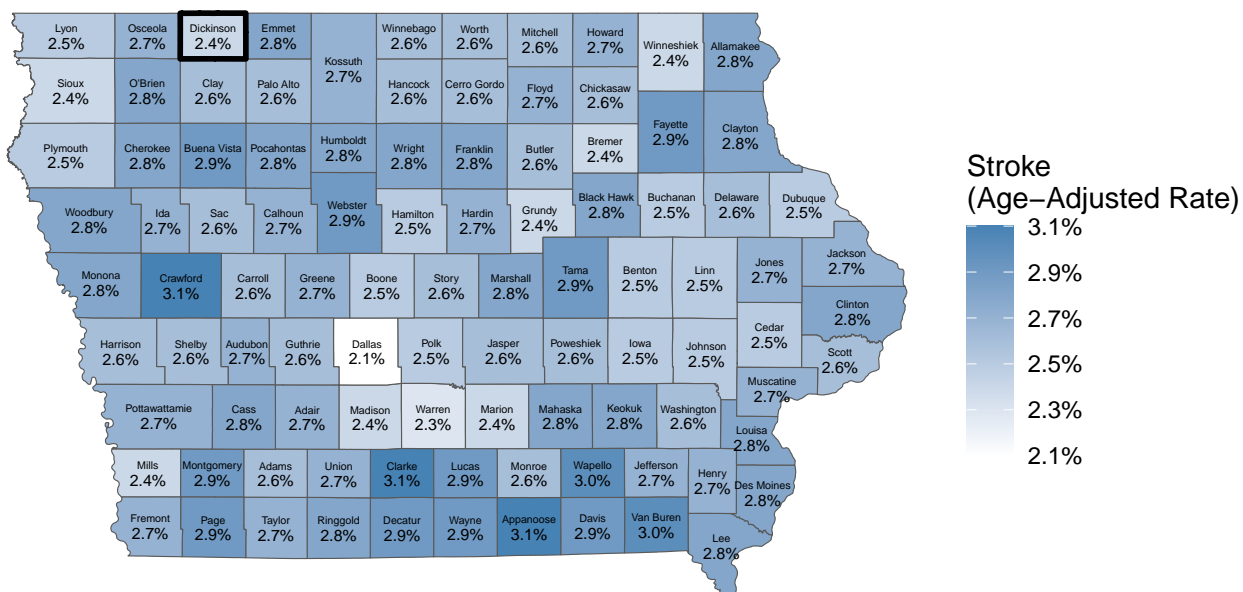 Lyon
2.5%
Osceola
2.7%
Dickinson
2.4%
Emmet
2.8%
Kossuth
2.7%
Winnebago
2.6%
Worth
2.6%
Mitchell
2.6%
Howard
2.7%
Winneshiek
2.4%
Allamakee
2.8%
Sioux
2.4%
O'Brien
2.8%
Clay
2.6%
Palo Alto
2.6%
Hancock
2.6%
Cerro Gordo
2.6%
Floyd
2.7%
Chickasaw
2.6%
Fayette
2.9%
Clayton
2.8%
Plymouth
2.5%
Cherokee
2.8%
Buena Vista
2.9%
Pocahontas
2.8%
Humboldt
2.8%
Wright
2.8%
Franklin
2.8%
Butler
2.6%
Bremer
2.4%
Woodbury
2.8%
Ida
2.7%
Sac
2.6%
Calhoun
2.7%
Webster
2.9%
Hamilton
2.5%
Hardin
2.7%
Grundy
2.4%
Black Hawk
2.8%
Buchanan
2.5%
Delaware
2.6%
Dubuque
2.5%
Monona
2.8%
Crawford
3.1%
Carroll
2.6%
Greene
2.7%
Boone
2.5%
Story
2.6%
Marshall
2.8%
Tama
2.9%
Benton
2.5%
Linn
2.5%
Jones
2.7%
Jackson
2.7%
Clinton
2.8%
Harrison
2.6%
Shelby
2.6%
Audubon
2.7%
Guthrie
2.6%
Dallas
2.1%
Polk
2.5%
Jasper
2.6%
Poweshiek
2.6%
Iowa
2.5%
Johnson
2.5%
Cedar
2.5%
Scott
2.6%
Muscatine
2.7%
Pottawattamie
2.7%
Cass
2.8%
Adair
2.7%
Madison
2.4%
Warren
2.3%
Marion
2.4%
Mahaska
2.8%
Keokuk
2.8%
Washington
2.6%
Louisa
2.8%
Mills
2.4%
Montgomery
2.9%
Adams
2.6%
Union
2.7%
Clarke
3.1%
Lucas
2.9%
Monroe
2.6%
Wapello
3.0%
Jefferson
2.7%
Henry
2.7%
Des Moines
2.8%
Fremont
2.7%
Page
2.9%
Taylor
2.7%
Ringgold
2.8%
Decatur
2.9%
Wayne
2.9%
Appanoose
3.1%
Davis
2.9%
Van Buren
3.0%
Lee
2.8%
Stroke
(Age−Adjusted Rate)
3.1%
2.9%
2.7%
2.5%
2.3%
2.1%